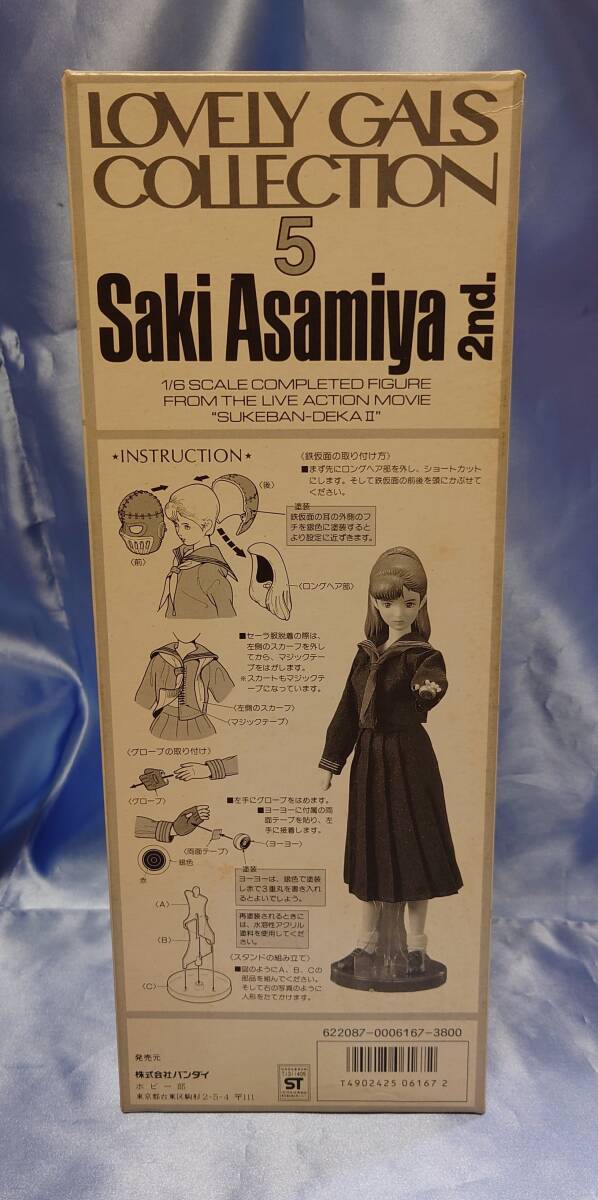 LOVELY GALS
COLLECTION
5
Saki Asamiya 2nd.
1/6 SCALE COMPLETED FIGURE
FROM THE LIVE ACTION MOVIE
“SUKEBAN-DEKA II”
★INSTRUCTION★
〈鉄仮面の取り付け方〉
■まず先にロングヘア部を外し、ショートカット
にします。そして鉄仮面の前後を頭にかぶせて
ください。
塗装
鉄仮面の耳の外側のフ
チを銀色に塗装すると
より設定に近ずきます。
〈後〉
〈前〉
〈ロングヘア部〉
■セーラ服脱着の際は、
左側のスカーフを外し
てから、マジックテー
プをはがします。
※スカートもマジックテ
ープになっています。
〈左側のスカーフ〉
〈マジックテープ〉
〈グローブの取り付け〉
〈グローブ〉
■左手にグローブをはめます。
■ヨーヨーに付属の両
面テープを貼り、左
手に接着します。
〈ヨーヨー〉
〈両面テープ〉
銀色
赤
塗装
ヨーヨーは、銀色で塗装
し赤で3重丸を書き入れ
るとよいでしょう。
再塗装されるときに
は、水溶性アクリル
塗料を使用してくだ
さい。
(A)
(B)
(C)
〈スタンドの組み立て〉
■図のようにA、B、Cの
部品を組んでください。
そして右の写真のように
人形をたてかけます。
622087-0006167-3800
発売元
株式会社バンダイ
ホビー部
東京都台東区駒形2-5-4 〒111
ST
T4902425 06167 2